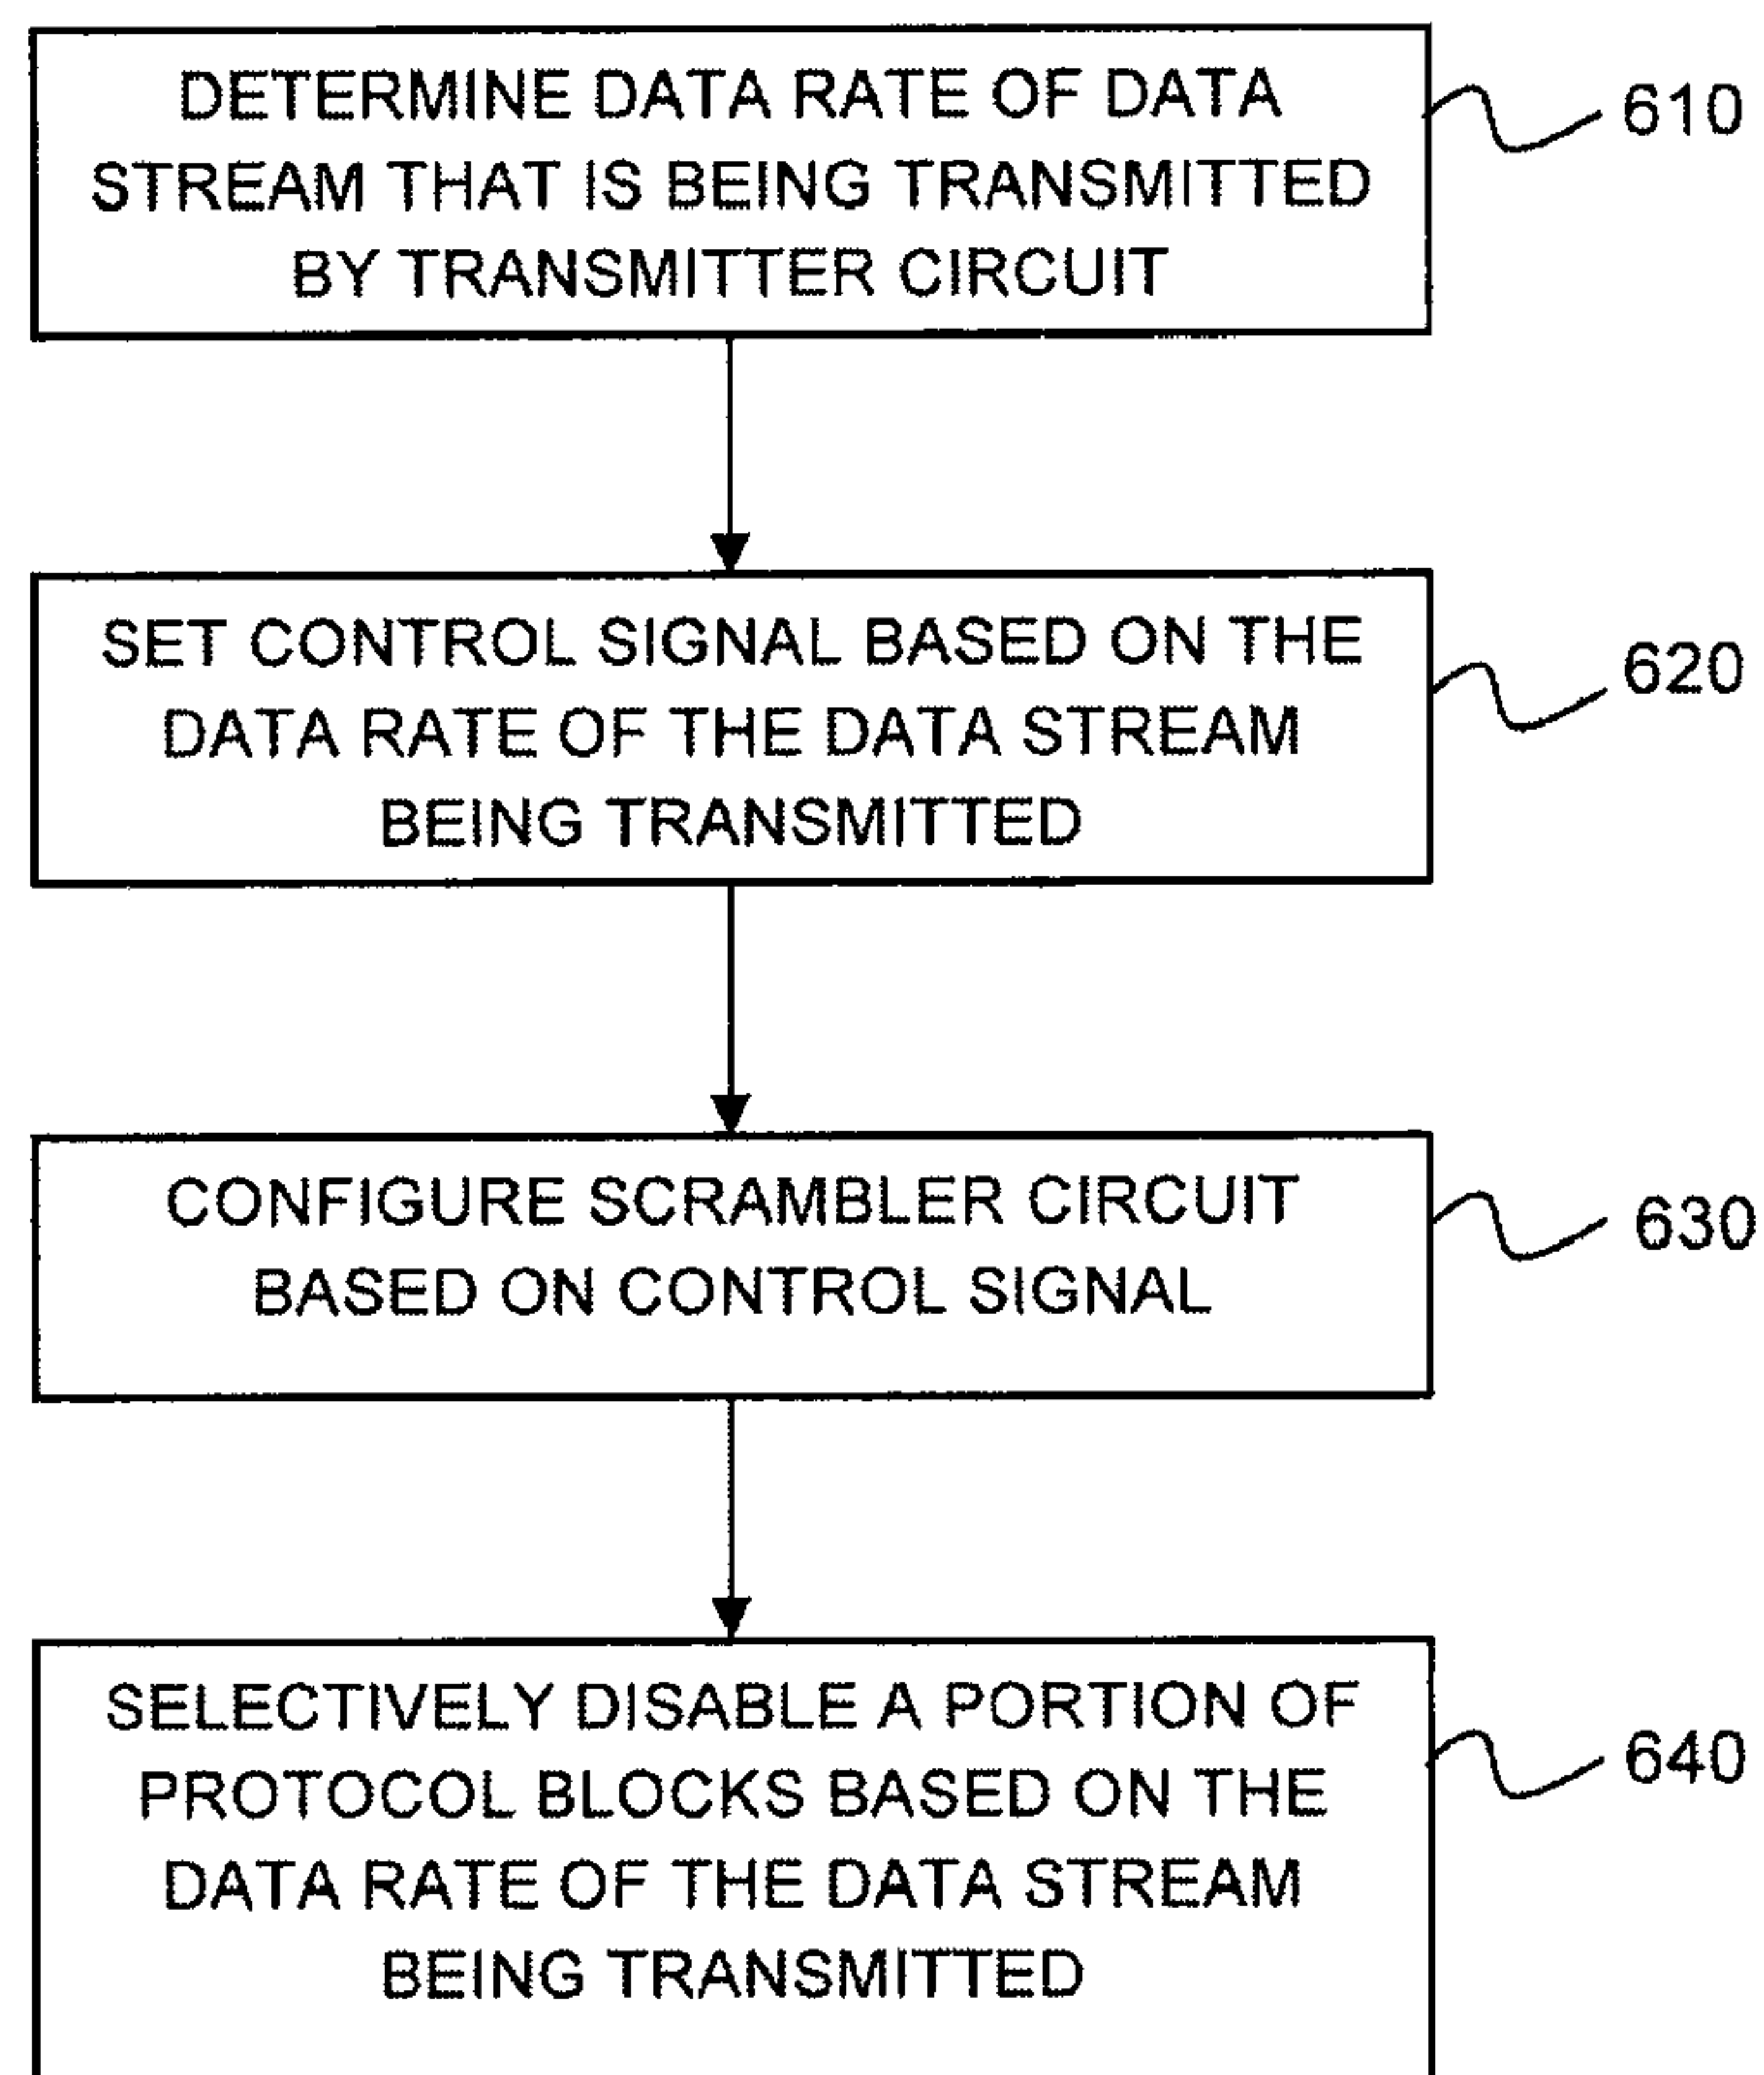 DETERMINE DATA RATE OF DATA
STREAM THAT IS BEING TRANSMITTED
BY TRANSMITTER CIRCUIT
610
SET CONTROL SIGNAL BASED ON THE
DATA RATE OF THE DATA STREAM
BEING TRANSMITTED
620
CONFIGURE SCRAMBLER CIRCUIT
BASED ON CONTROL SIGNAL
630
SELECTIVELY DISABLE A PORTION OF
PROTOCOL BLOCKS BASED ON THE
DATA RATE OF THE DATA STREAM
BEING TRANSMITTED
640